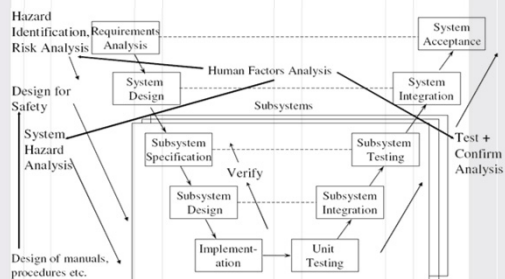 Hazard
Identification,
Risk Analysis
Requirements
Analysis
System
Acceptance
Human Factors Analysis
System
Design
System
Integration
Design for
Safety
Subsystems
System
Hazard
Analysis
Subsystem
Specification
Subsystem
Testing
Test +
Confirm
Analysis
Verify
Subsystem
Design
Subsystem
Integration
Implement-
ation
Unit
Testing
Design of manuals,
procedures etc.